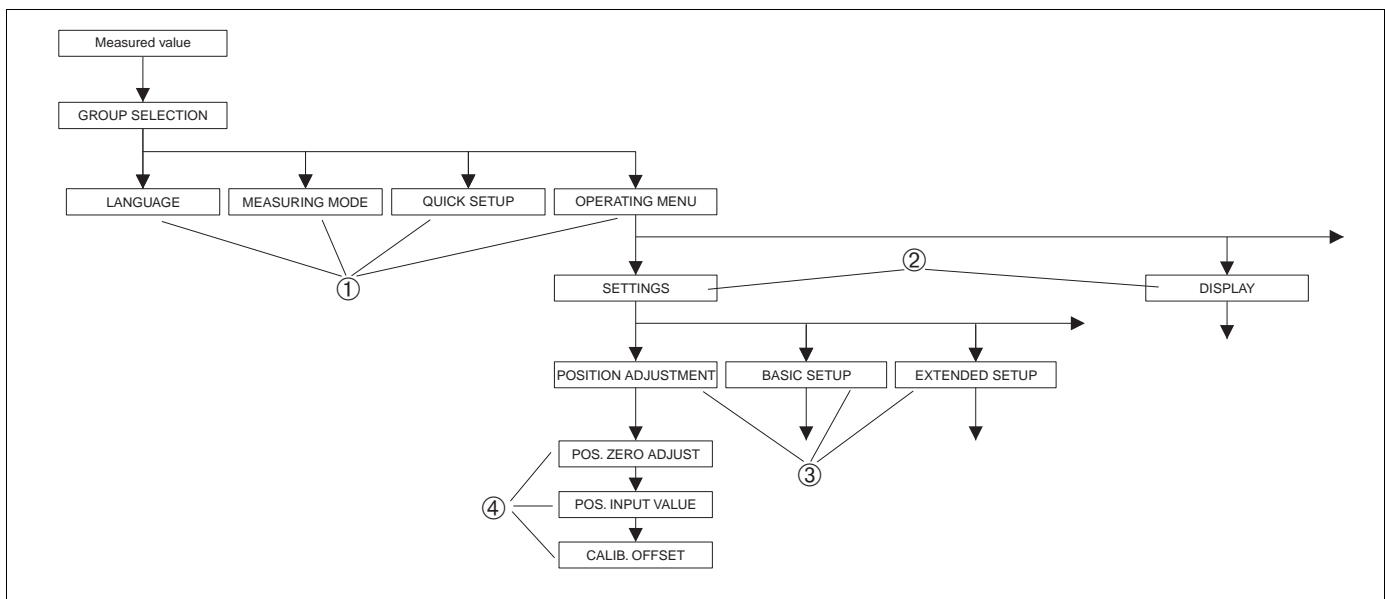 Measured value
GROUP SELECTION
LANGUAGE
MEASURING MODE
QUICK SETUP
OPERATING MENU
①
②
SETTINGS
DISPLAY
POSITION ADJUSTMENT
BASIC SETUP
EXTENDED SETUP
③
POS. ZERO ADJUST
④
POS. INPUT VALUE
CALIB. OFFSET